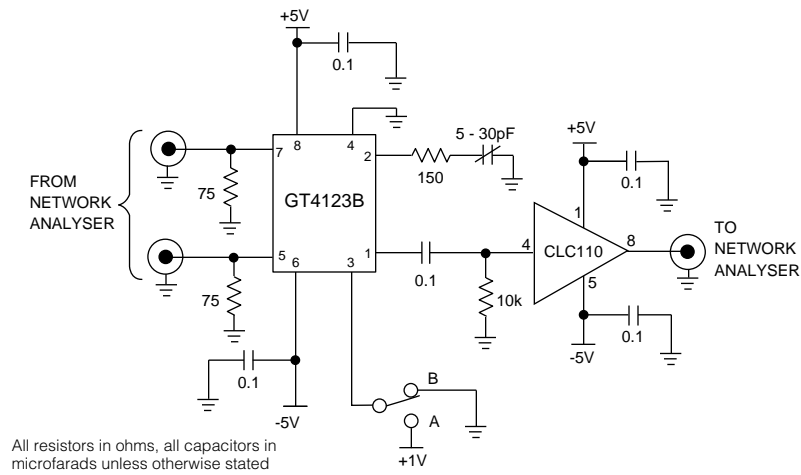 +5V
0.1
5 - 30pF
+5V
8
4
7
2
150
0.1
FROM
NETWORK
ANALYSER
75
GT4123B
1
TO
NETWORK
ANALYSER
4
CLC110
8
5
6
3
1
0.1
5
75
10k
0.1
-5V
0.1
-5V
B
A
+1V
All resistors in ohms, all capacitors in
microfarads unless otherwise stated